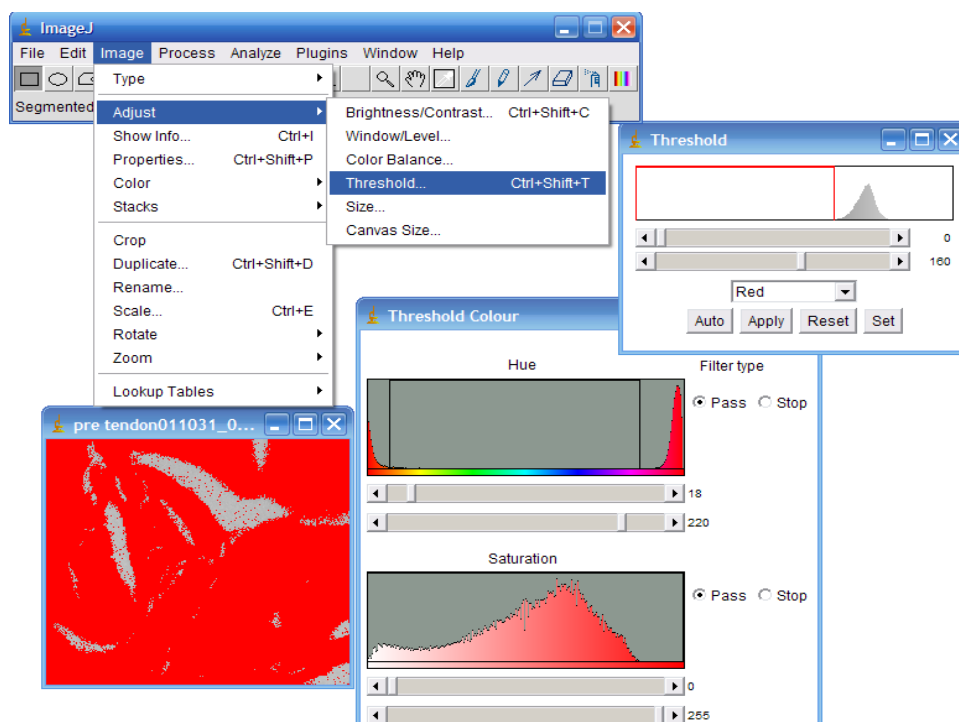 ImageJ
File Edit Image Process Analyze Plugins Window Help
Segmented
Type
Adjust
Show Info... Ctrl+I
Properties... Ctrl+Shift+P
Color
Stacks
Crop
Duplicate... Ctrl+Shift+D
Rename...
Scale... Ctrl+E
Rotate
Zoom
Lookup Tables
Brightness/Contrast... Ctrl+Shift+C
Window/Level...
Color Balance...
Threshold... Ctrl+Shift+T
Size...
Canvas Size...
Threshold
0
160
Red
Auto Apply Reset Set
Threshold Colour
Hue Filter type
Pass Stop
18
220
Saturation
Pass Stop
0
255
pre tendon011031_0...